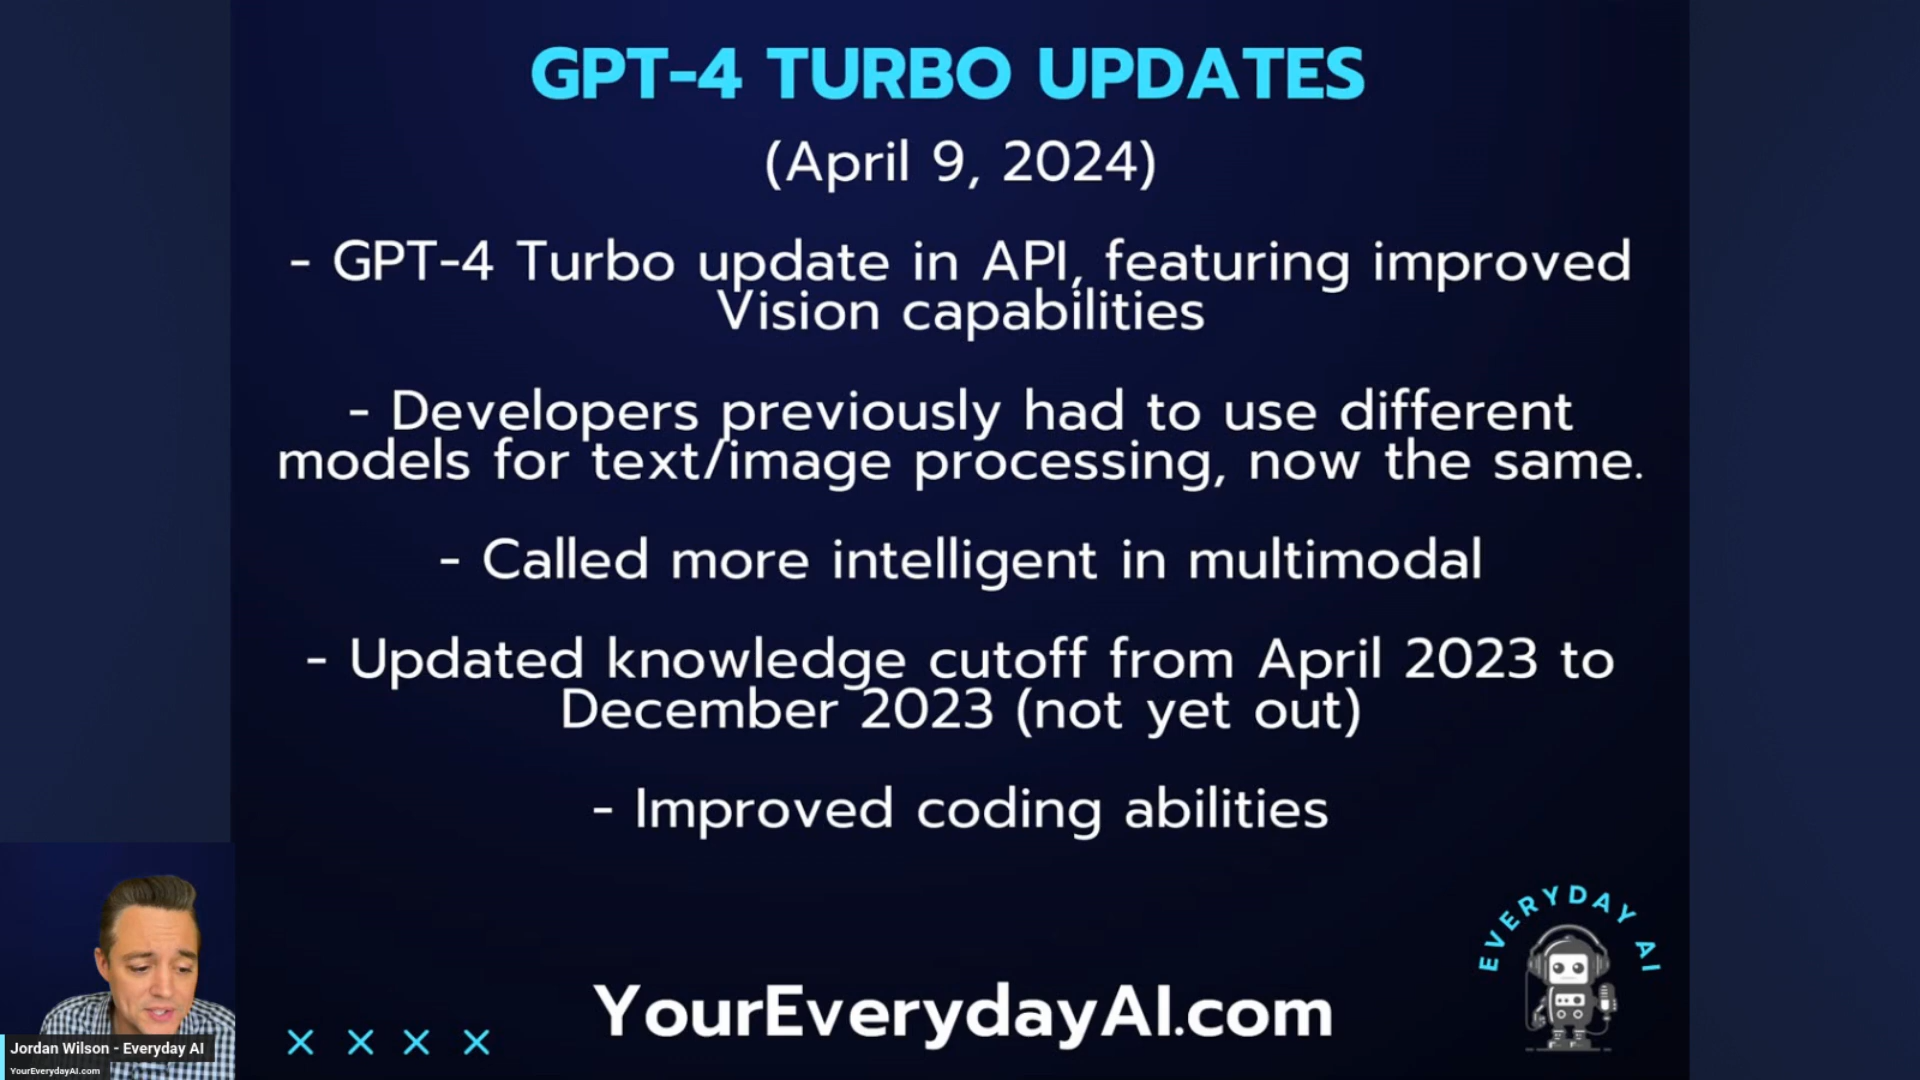 GPT-4 TURBO UPDATES
(April 9, 2024)
- GPT-4 Turbo update in API, featuring improved
Vision capabilities
- Developers previously had to use different
models for text/image processing, now the same.
- Called more intelligent in multimodal
- Updated knowledge cutoff from April 2023 to
December 2023 (not yet out)
- Improved coding abilities
EVERYDAY AI
YourEverydayAI.com
Jordan Wilson - Everyday AI
YourEverydayAI.com